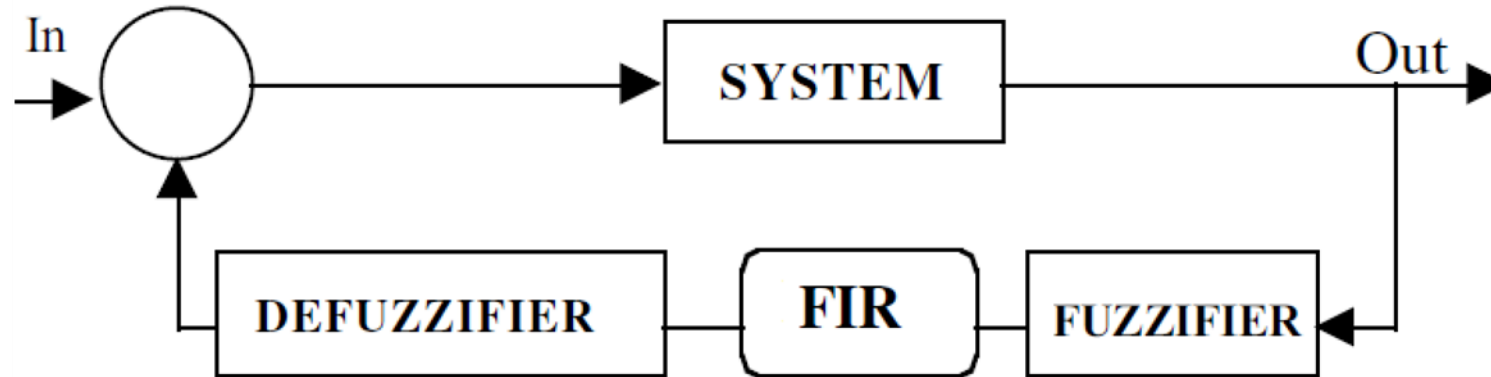 In
SYSTEM
Out
DEFUZZIFIER
FIR
FUZZIFIER